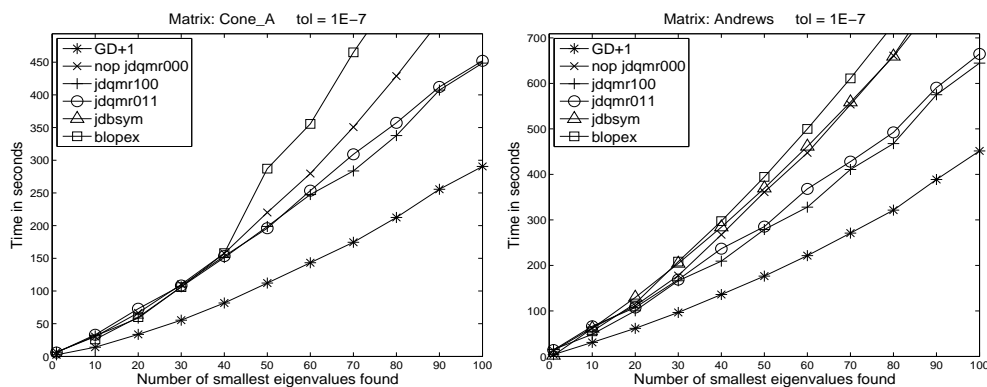 Matrix: Cone_A tol = 1E-7
GD+1
nop jdqmr000
jdqmr100
jdqmr011
jdbsym
blopex
Time in seconds
450
400
350
300
250
200
150
100
50
0
0 10 20 30 40 50 60 70 80 90 100
Number of smallest eigenvalues found
Matrix: Andrews tol = 1E-7
GD+1
nop jdqmr000
jdqmr100
jdqmr011
jdbsym
blopex
Time in seconds
700
600
500
400
300
200
100
0
0 10 20 30 40 50 60 70 80 90 100
Number of smallest eigenvalues found